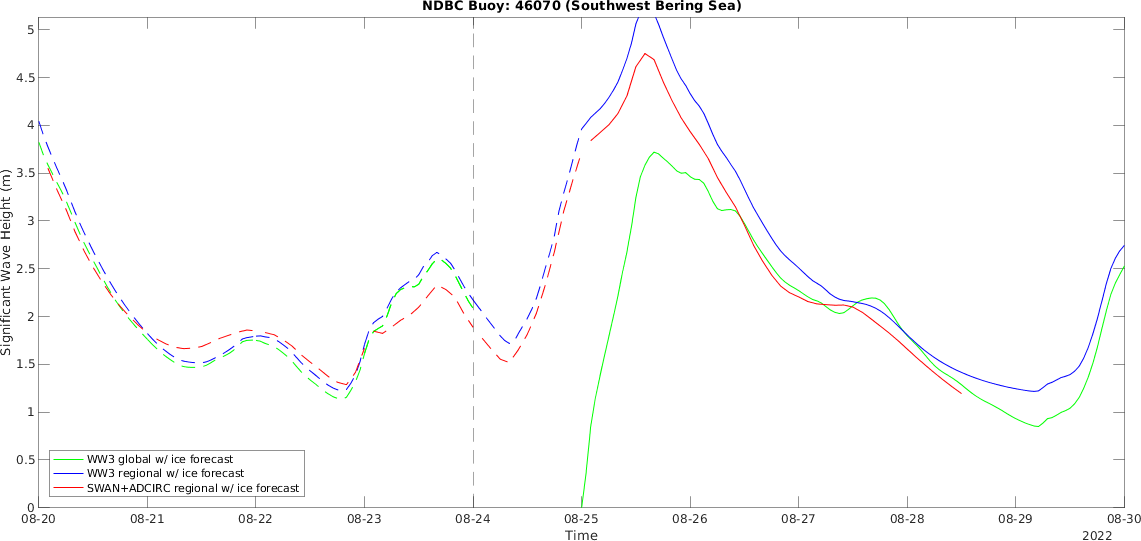 NDBC Buoy: 46070 (Southwest Bering Sea)
5
4.5
4
3.5
3
2.5
2
1.5
1
0.5
0
Significant Wave Height (m)
WW3 global w/ ice forecast
WW3 regional w/ ice forecast
SWAN+ADCIRC regional w/ ice forecast
08-20 08-21 08-22 08-23 08-24 08-25 08-26 08-27 08-28 08-29 08-30
Time
2022